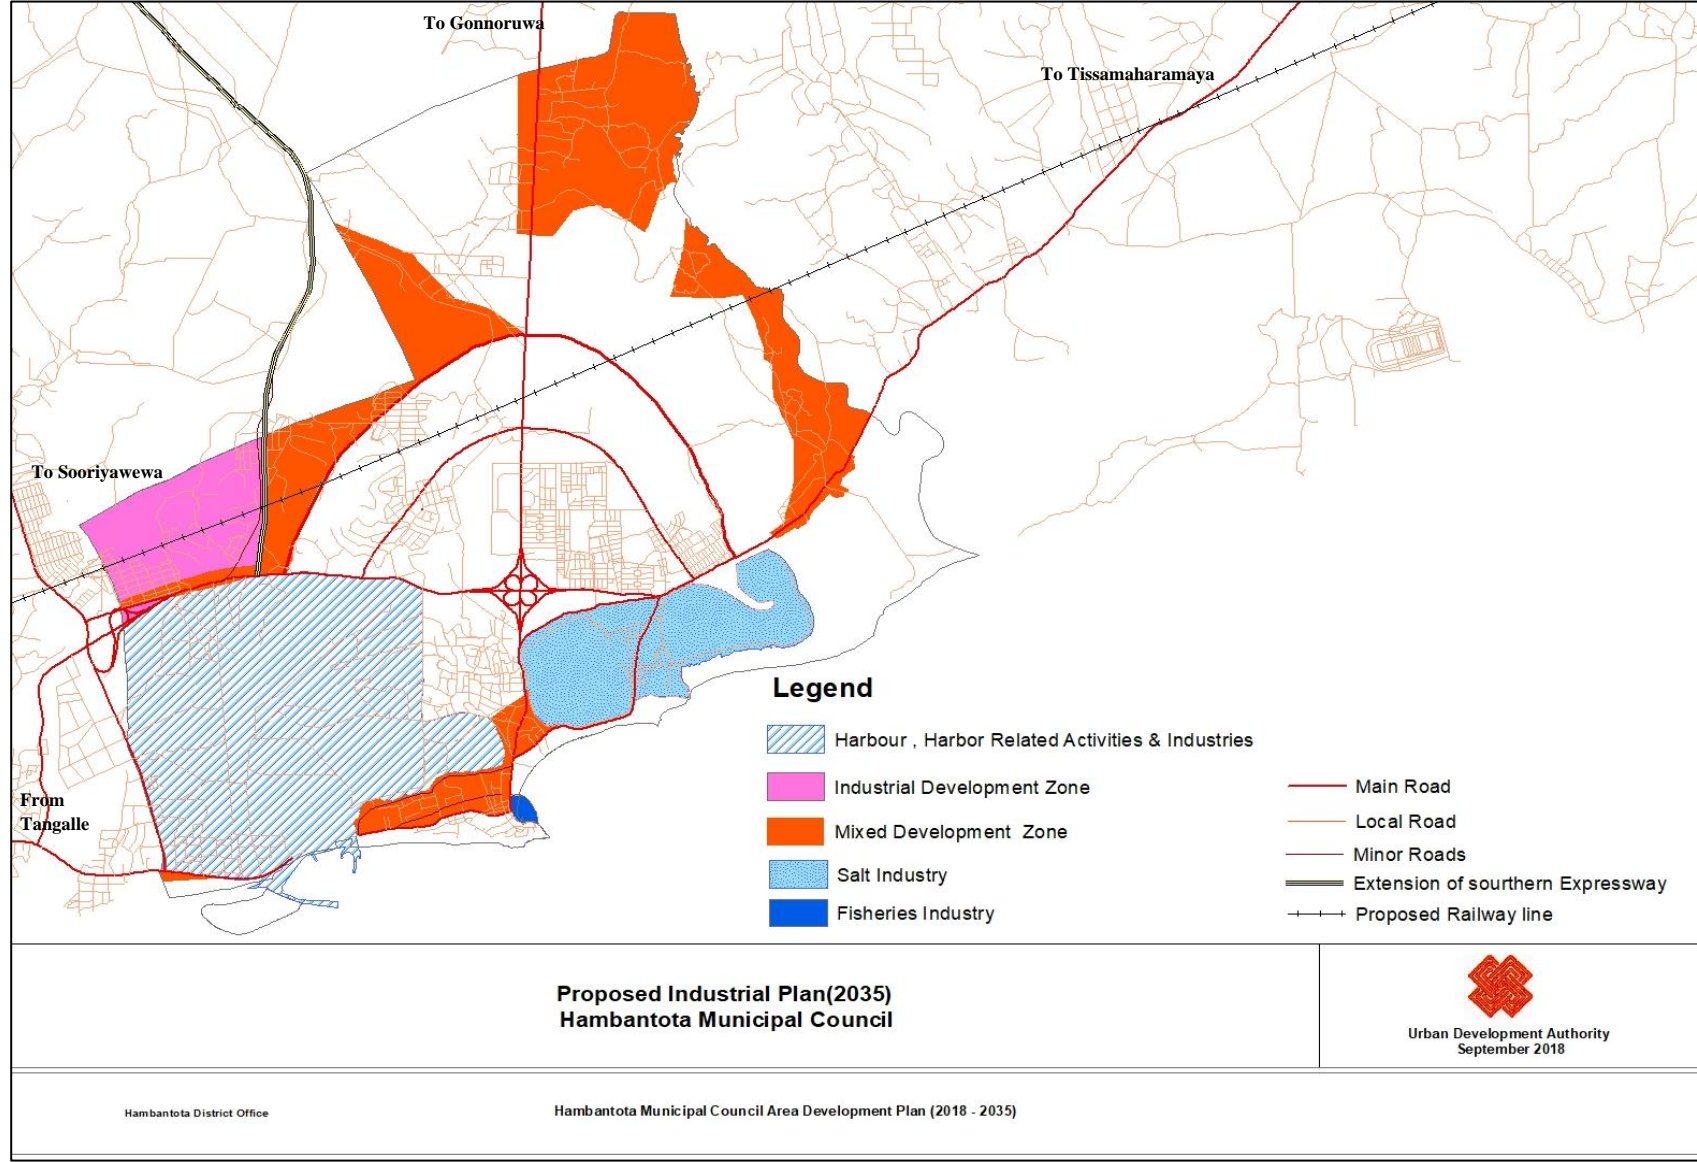 To Gonnoruwa
To Tissamaharamaya
To Sooriyawewa
From
Tangalle
Legend
Harbour , Harbor Related Activities & Industries
Industrial Development Zone
Mixed Development Zone
Salt Industry
Fisheries Industry
Main Road
Local Road
Minor Roads
Extension of sourthern Expressway
Proposed Railway line
Proposed Industrial Plan(2035)
Hambantota Municipal Council
Urban Development Authority
September 2018
Hambantota District Office
Hambantota Municipal Council Area Development Plan (2018 - 2035)